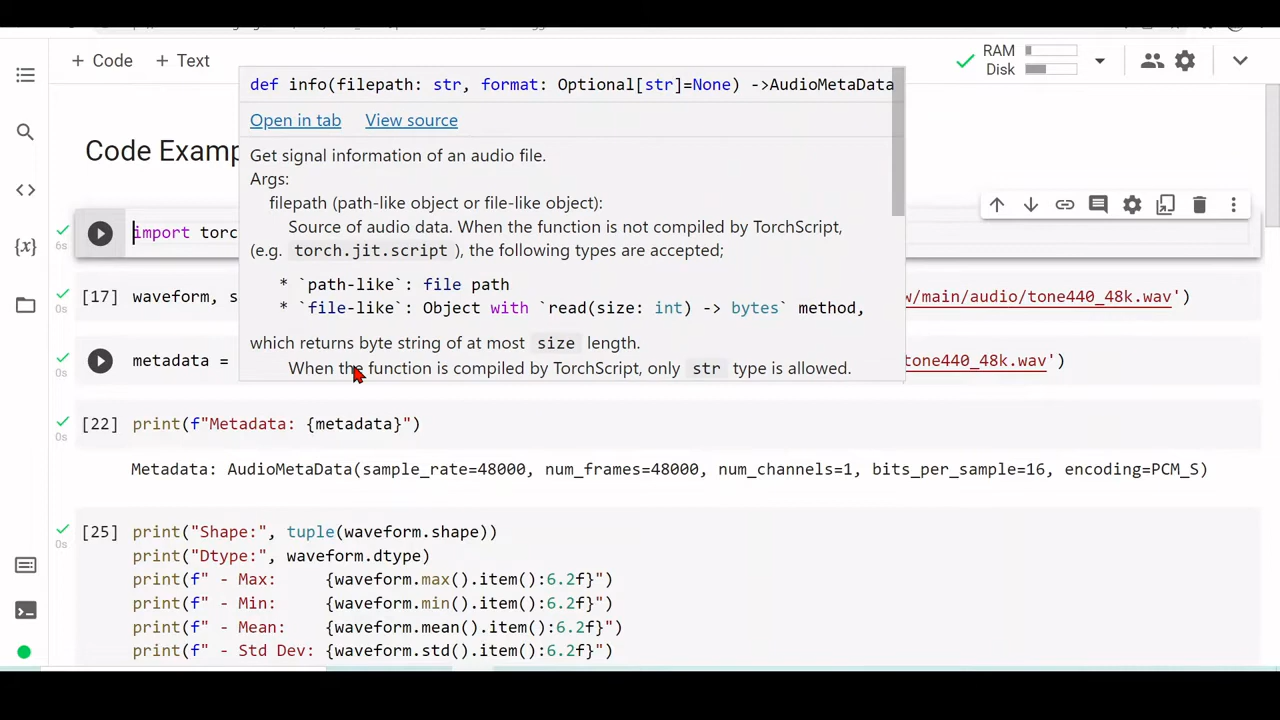 + Code + Text
RAM
Disk
def info(filepath: str, format: Optional[str]=None) ->AudioMetaData
Open in tab View source
Get signal information of an audio file.
Args:
filepath (path-like object or file-like object):
Source of audio data. When the function is not compiled by TorchScript,
(e.g. torch.jit.script ), the following types are accepted;
* `path-like`: file path
* `file-like`: Object with `read(size: int) -> bytes` method,
which returns byte string of at most size length.
When the function is compiled by TorchScript, only str type is allowed.
Code Examp
6s import torc
0s [17] waveform, s w/main/audio/tone440_48k.wav')
0s metadata = tone440_48k.wav')
0s [22] print(f"Metadata: {metadata}")
Metadata: AudioMetaData(sample_rate=48000, num_frames=48000, num_channels=1, bits_per_sample=16, encoding=PCM_S)
0s [25] print("Shape:", tuple(waveform.shape))
print("Dtype:", waveform.dtype)
print(f" - Max: {waveform.max().item():6.2f}")
print(f" - Min: {waveform.min().item():6.2f}")
print(f" - Mean: {waveform.mean().item():6.2f}")
print(f" - Std Dev: {waveform.std().item():6.2f}")
{x}